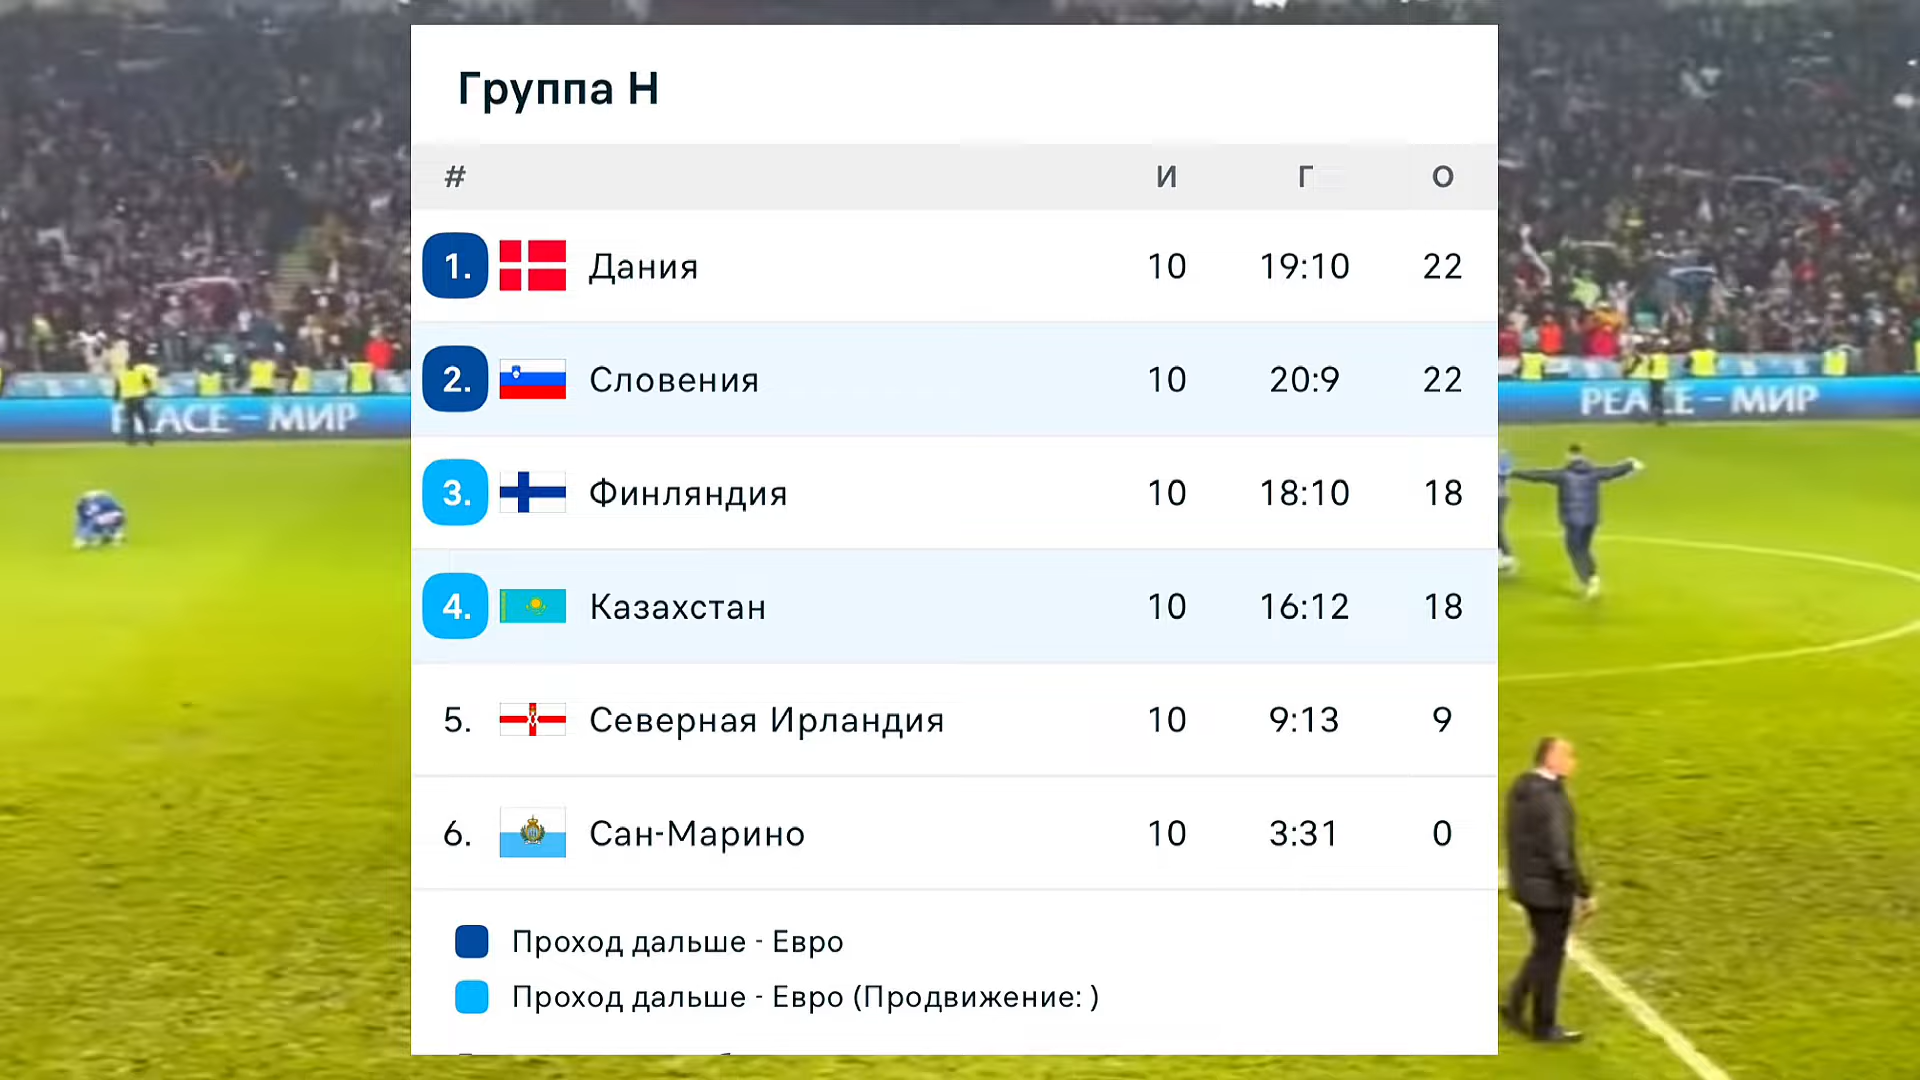 Группа H
# И Г О
1. Дания 10 19:10 22
2. Словения 10 20:9 22
3. Финляндия 10 18:10 18
4. Казахстан 10 16:12 18
5. Северная Ирландия 10 9:13 9
6. Сан-Марино 10 3:31 0
Проход дальше - Евро
Проход дальше - Евро (Продвижение: )
PEACE – МИР
PEACE – МИР